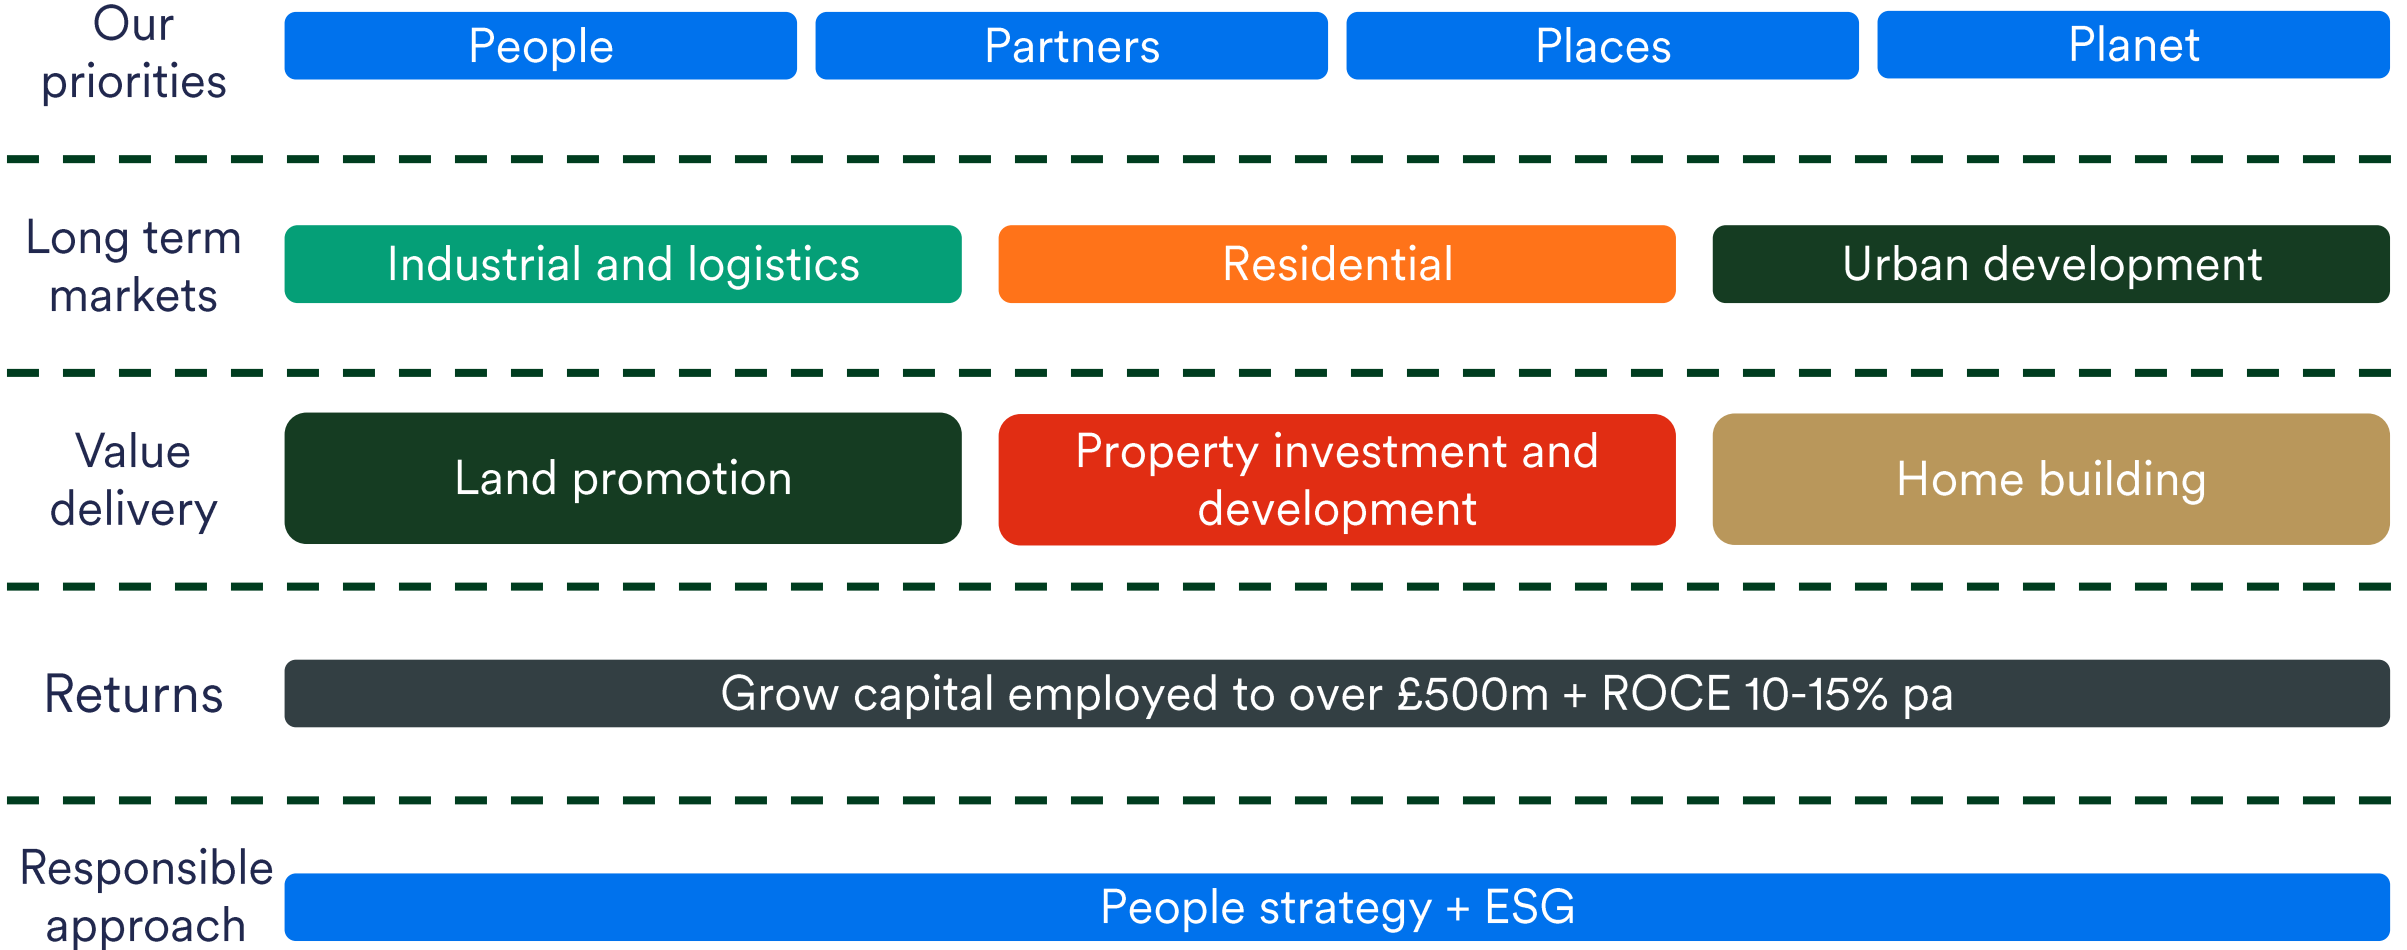 Our
priorities
People
Partners
Places
Planet
Long term
markets
Industrial and logistics
Residential
Urban development
Value
delivery
Land promotion
Property investment and
development
Home building
Returns
Grow capital employed to over £500m + ROCE 10-15% pa
Responsible
approach
People strategy + ESG